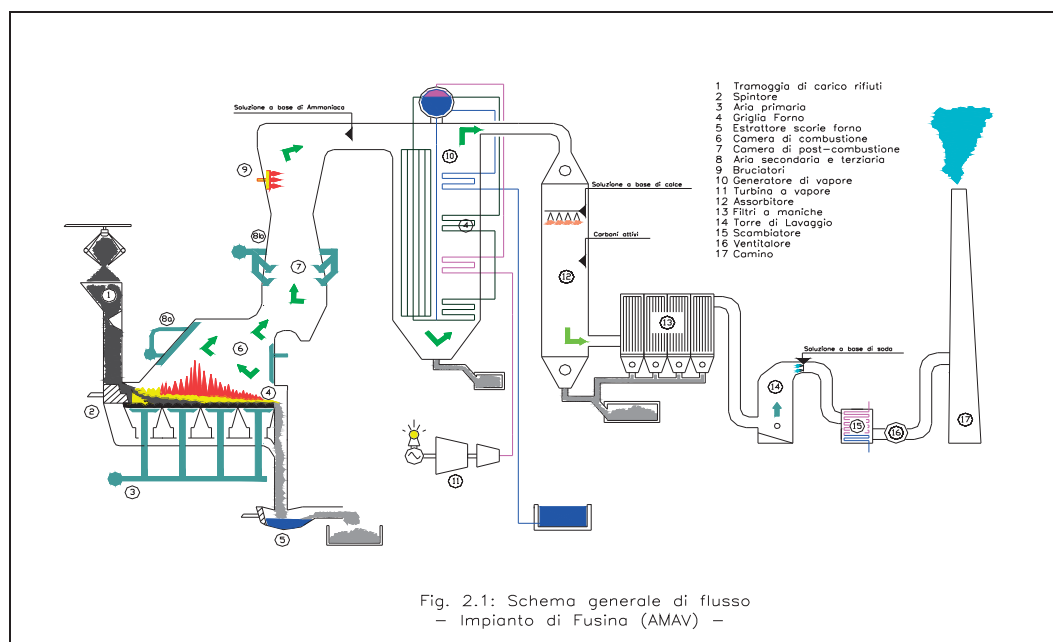 Soluzione a base di Ammoniaca
1 Tramoggia di carico rifiuti
2 Spintore
3 Aria primaria
4 Griglia Forno
5 Estrattore scorie forno
6 Camera di combustione
7 Camera di post-combustione
8 Aria secondaria e terziaria
9 Bruciatori
10 Generatore di vapore
11 Turbina a vapore
12 Assorbitore
13 Filtri a maniche
14 Torre di Lavaggio
15 Scambiatore
16 Ventitalore
17 Camino
10
9
Soluzione a base di calce
4
8b
Carboni attivi
7
12
1
8a
13
6
Soluzione a base di soda
4
14
2
15
16
17
11
3
5
Fig. 2.1: Schema generale di flusso
- Impianto di Fusina (AMAV) -